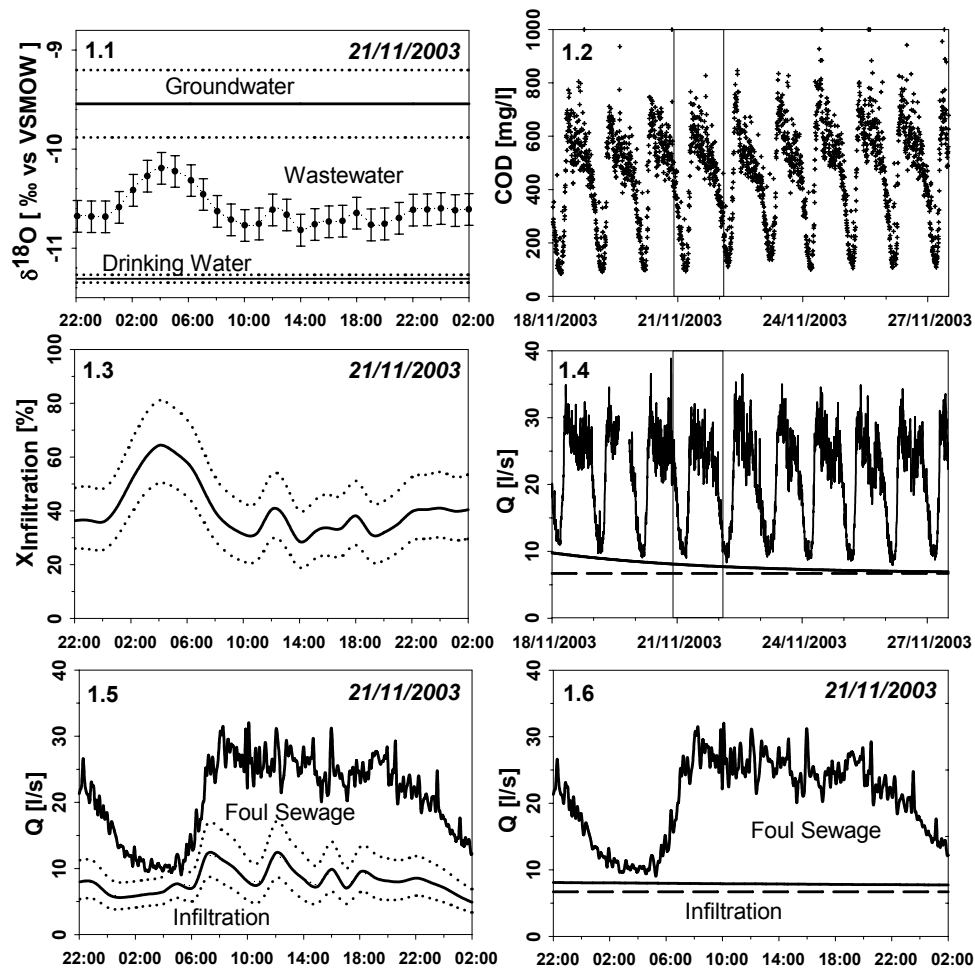 1.1
21/11/2003
Groundwater
Wastewater
Drinking Water
δ18O [ ‰ vs VSMOW]
-9
-10
-11
22:00 02:00 06:00 10:00 14:00 18:00 22:00 02:00
1.2
COD [mg/l]
1000
800
600
400
200
0
18/11/2003 21/11/2003 24/11/2003 27/11/2003
1.3
21/11/2003
XInfiltration [%]
100
80
60
40
20
0
22:00 02:00 06:00 10:00 14:00 18:00 22:00 02:00
1.4
Q [l/s]
40
30
20
10
0
18/11/2003 21/11/2003 24/11/2003 27/11/2003
1.5
21/11/2003
Foul Sewage
Infiltration
Q [l/s]
40
30
20
10
0
22:00 02:00 06:00 10:00 14:00 18:00 22:00 02:00
1.6
21/11/2003
Foul Sewage
Infiltration
Q [l/s]
40
30
20
10
0
22:00 02:00 06:00 10:00 14:00 18:00 22:00 02:00